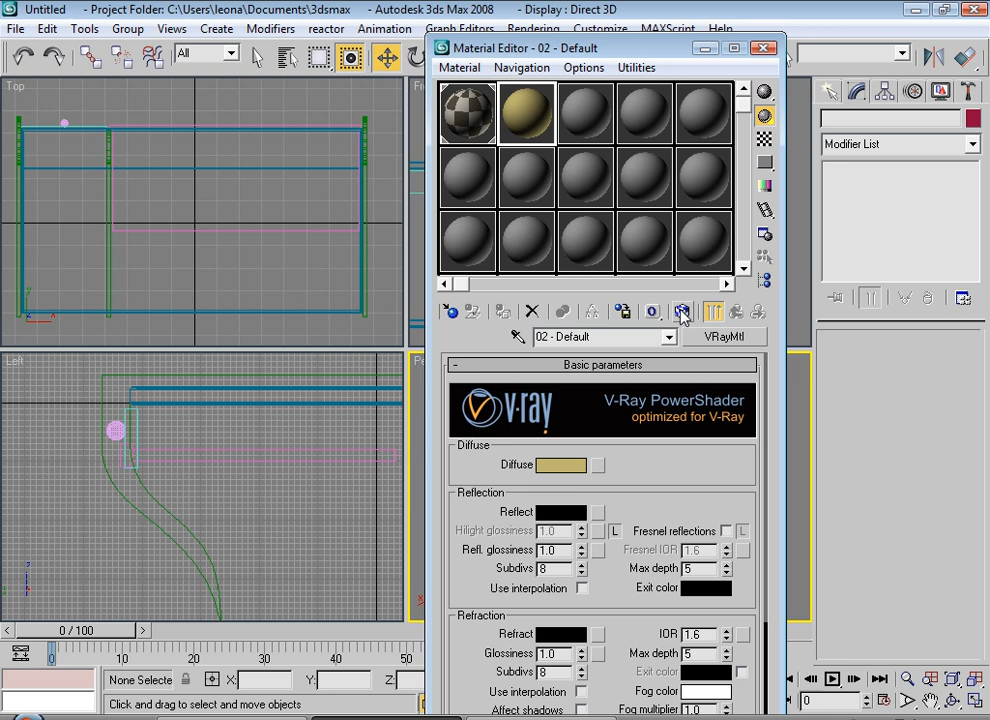 Untitled - Project Folder: C:\Users\leona\Documents\3dsmax - Autodesk 3ds Max 2008 - Display : Direct 3D
File Edit Tools Group Views Create Modifiers reactor Animation Graph Editors Rendering Customize MAXScript Help
All
Material Editor - 02 - Default
Material Navigation Options Utilities
Top
Modifier List
02 - Default VRayMtl
- Basic parameters
V-Ray PowerShader
v·ray
optimized for V-Ray
Diffuse
Diffuse
Reflection
Reflect
Hilight glossiness 1.0 L Fresnel reflections L
Refl. glossiness 1.0 Fresnel IOR 1.6
Subdivs 8 Max depth 5
Use interpolation Exit color
Refraction
Refract IOR 1.6
Glossiness 1.0 Max depth 5
Subdivs 8 Exit color
Use interpolation Fog color
Affect shadows Fog multiplier 1.0
Left
0 / 100
0 10 20 30 40 50
None Selecte X: Y: Z:
Click and drag to select and move objects
0